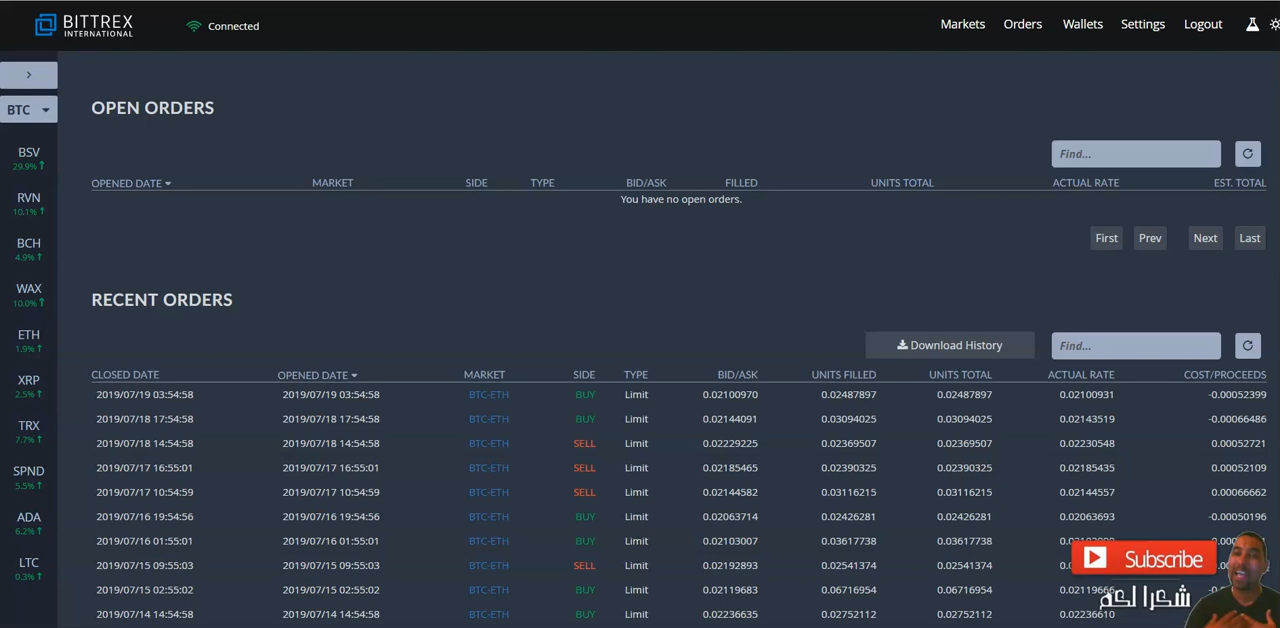 BITTREX
INTERNATIONAL
Connected
Markets Orders Wallets Settings Logout
BTC
BSV
29.9%↑
RVN
10.1%↑
BCH
4.9%↑
WAX
10.0%↑
ETH
1.9%↑
XRP
2.5%↑
TRX
7.7%↑
SPND
5.5%↑
ADA
6.2%↑
LTC
0.3%↑
OPEN ORDERS
Find...
OPENED DATE MARKET SIDE TYPE BID/ASK FILLED UNITS TOTAL ACTUAL RATE EST. TOTAL
You have no open orders.
First Prev Next Last
RECENT ORDERS
Download History Find...
CLOSED DATE OPENED DATE MARKET SIDE TYPE BID/ASK UNITS FILLED UNITS TOTAL ACTUAL RATE COST/PROCEEDS
2019/07/19 03:54:58 2019/07/19 03:54:58 BTC-ETH BUY Limit 0.02100970 0.02487897 0.02487897 0.02100931 -0.00052399
2019/07/18 17:54:58 2019/07/18 17:54:58 BTC-ETH BUY Limit 0.02144091 0.03094025 0.03094025 0.02143519 -0.00066486
2019/07/18 14:54:58 2019/07/18 14:54:58 BTC-ETH SELL Limit 0.02229225 0.02369507 0.02369507 0.02230548 0.00052721
2019/07/17 16:55:01 2019/07/17 16:55:01 BTC-ETH SELL Limit 0.02185465 0.02390325 0.02390325 0.02185435 0.00052109
2019/07/17 10:54:59 2019/07/17 10:54:59 BTC-ETH SELL Limit 0.02144582 0.03116215 0.03116215 0.02144557 0.00066662
2019/07/16 19:54:56 2019/07/16 19:54:56 BTC-ETH BUY Limit 0.02063714 0.02426281 0.02426281 0.02063693 -0.00050196
2019/07/16 01:55:01 2019/07/16 01:55:01 BTC-ETH BUY Limit 0.02103007 0.03617738 0.03617738
2019/07/15 09:55:03 2019/07/15 09:55:03 BTC-ETH SELL Limit 0.02192893 0.02541374 0.02541374
2019/07/15 02:55:02 2019/07/15 02:55:02 BTC-ETH BUY Limit 0.02119683 0.06716954 0.06716954
2019/07/14 14:54:58 2019/07/14 14:54:58 BTC-ETH BUY Limit 0.02236635 0.02752112 0.02752112 0.02236610
Subscribe
شكرا لكم